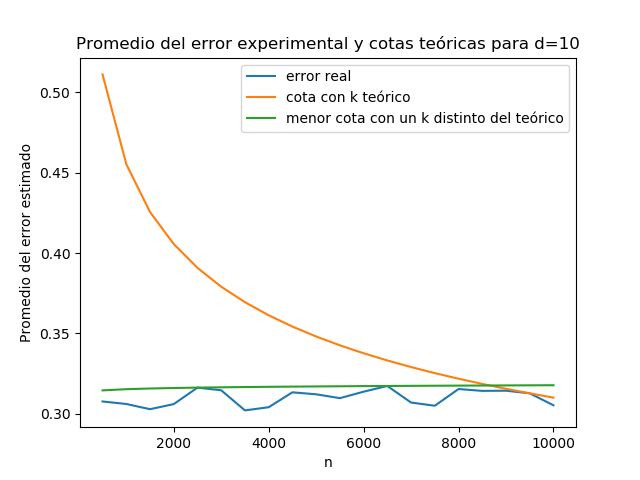 Promedio del error experimental y cotas teóricas para d=10
error real
cota con k teórico
menor cota con un k distinto del teórico
Promedio del error estimado
0.50
0.45
0.40
0.35
0.30
2000 4000 6000 8000 10000
n